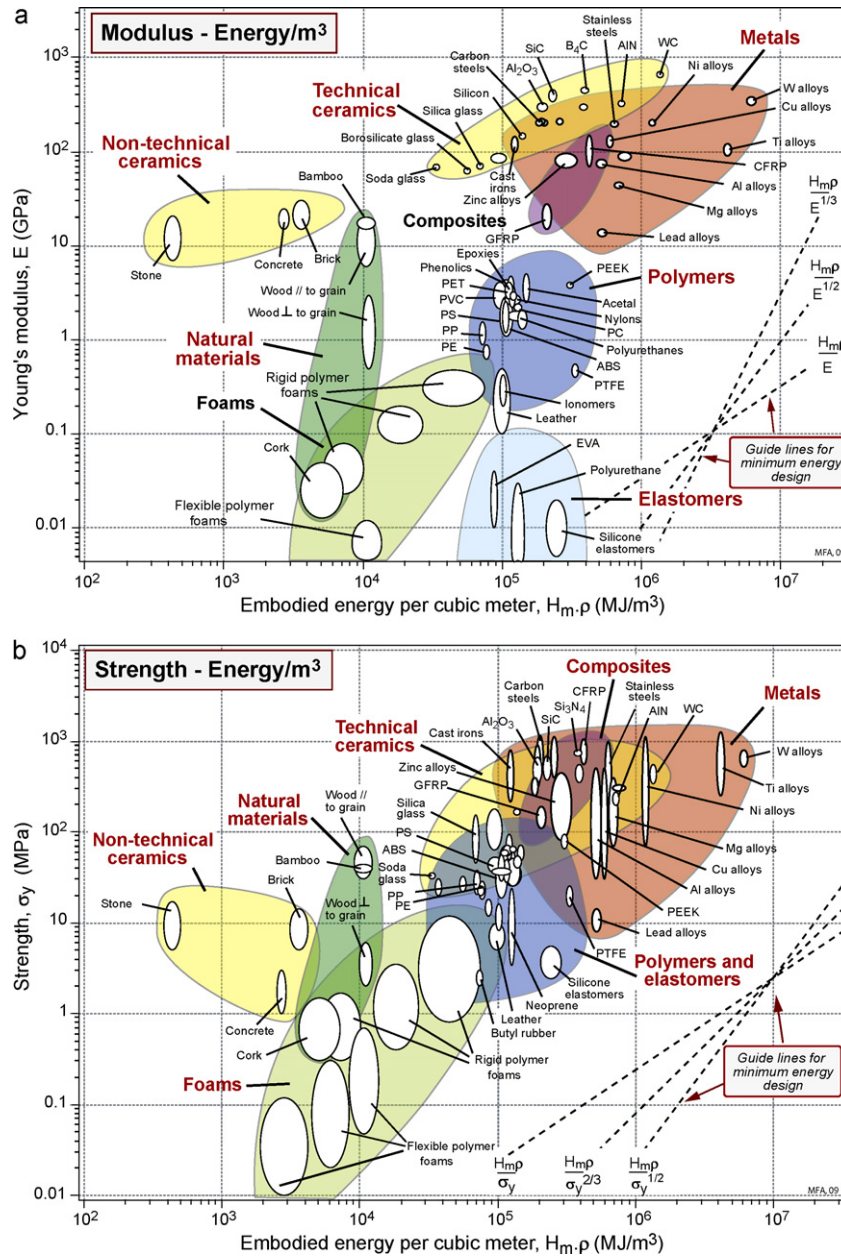 a
Modulus - Energy/m³
Stainless
steels
SiC
B₄C
AlN
WC
Metals
Carbon
steels
Al₂O₃
Ni alloys
W alloys
Technical
ceramics
Silicon
Silica glass
Cu alloys
Non-technical
ceramics
Borosilicate glass
Ti alloys
Bamboo
Soda glass
Cast
irons
CFRP
Zinc alloys
Al alloys
Composites
Mg alloys
Stone
Concrete
Brick
GFRP
Lead alloys
Hmρ
E1/3
Wood // to grain
Epoxies
PEEK
Polymers
Phenolics
PET
Hmρ
E1/2
Wood ⊥ to grain
PVC
Acetal
Nylons
Natural
materials
PS
PC
PP
Polyurethanes
PE
ABS
Hmρ
E
Rigid polymer
foams
PTFE
Foams
Ionomers
Leather
Cork
EVA
Guide lines for
minimum energy
design
Polyurethane
Flexible polymer
foams
Elastomers
Silicone
elastomers
MFA, 09
Young's modulus, E (GPa)
10³
10²
10
1
0.1
0.01
10²
10³
10⁴
10⁵
10⁶
10⁷
Embodied energy per cubic meter, Hm.ρ (MJ/m³)
b
Strength - Energy/m³
Composites
Carbon
steels
CFRP
Stainless
steels
Si₃N₄
AlN
Metals
Al₂O₃
SiC
WC
Technical
ceramics
Cast irons
W alloys
Zinc alloys
Ti alloys
GFRP
Natural
materials
Wood //
to grain
Silica
glass
Ni alloys
Non-technical
ceramics
PS
Mg alloys
Bamboo
ABS
Cu alloys
Soda
glass
Al alloys
Stone
Brick
PP
PE
PEEK
Wood ⊥
to grain
Lead alloys
PTFE
Polymers and
elastomers
Silicone
elastomers
Neoprene
Concrete
Leather
Butyl rubber
Cork
Rigid polymer
foams
Guide lines for
minimum energy
design
Foams
Flexible polymer
foams
Hmρ
σy
Hmρ
σy2/3
Hmρ
σy1/2
MFA, 09
Strength, σy (MPa)
10⁴
10³
100
10
1
0.1
0.01
10²
10³
10⁴
10⁵
10⁶
10⁷
Embodied energy per cubic meter, Hm.ρ (MJ/m³)